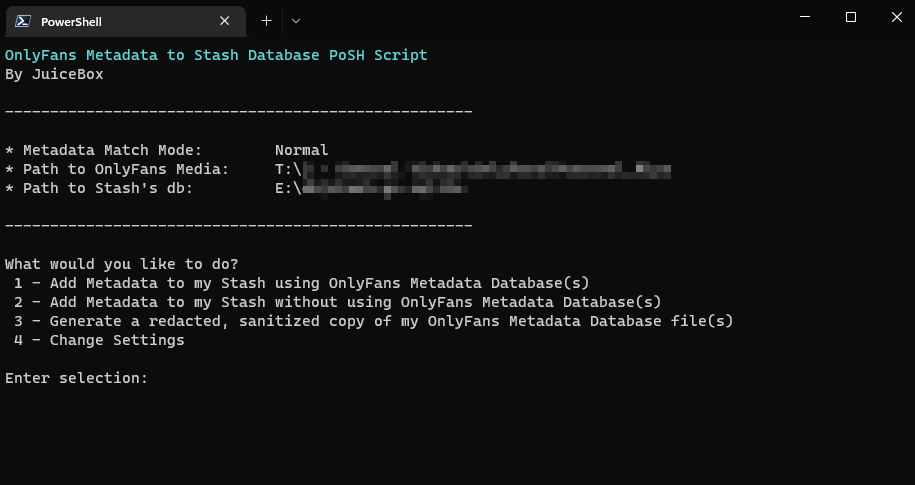 PowerShell
OnlyFans Metadata to Stash Database PoSH Script
By JuiceBox
----------------------------------------------------
* Metadata Match Mode: Normal
* Path to OnlyFans Media: T:\
* Path to Stash's db: E:\
----------------------------------------------------
What would you like to do?
1 - Add Metadata to my Stash using OnlyFans Metadata Database(s)
2 - Add Metadata to my Stash without using OnlyFans Metadata Database(s)
3 - Generate a redacted, sanitized copy of my OnlyFans Metadata Database file(s)
4 - Change Settings
Enter selection: